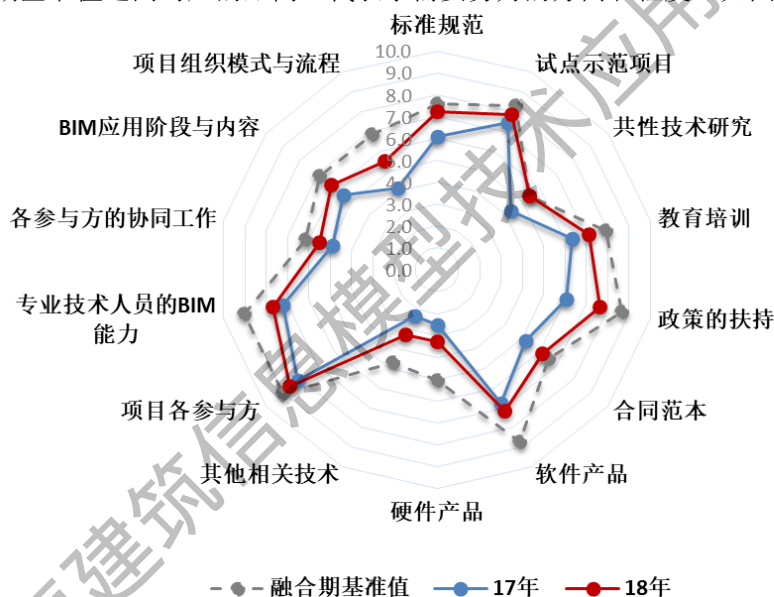 标准规范
项目组织模式与流程
试点示范项目
BIM应用阶段与内容
共性技术研究
各参与方的协同工作
教育培训
专业技术人员的BIM
能力
政策的扶持
项目各参与方
合同范本
其他相关技术
软件产品
硬件产品
10.0
9.0
8.0
7.0
6.0
5.0
4.0
3.0
2.0
1.0
0.0
融合期基准值
17年
18年
建筑信息模型技术应用